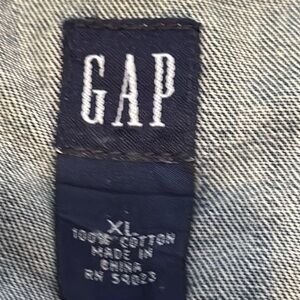 GAP
XL
100% COTTON
MADE IN
CHINA
RN 54023